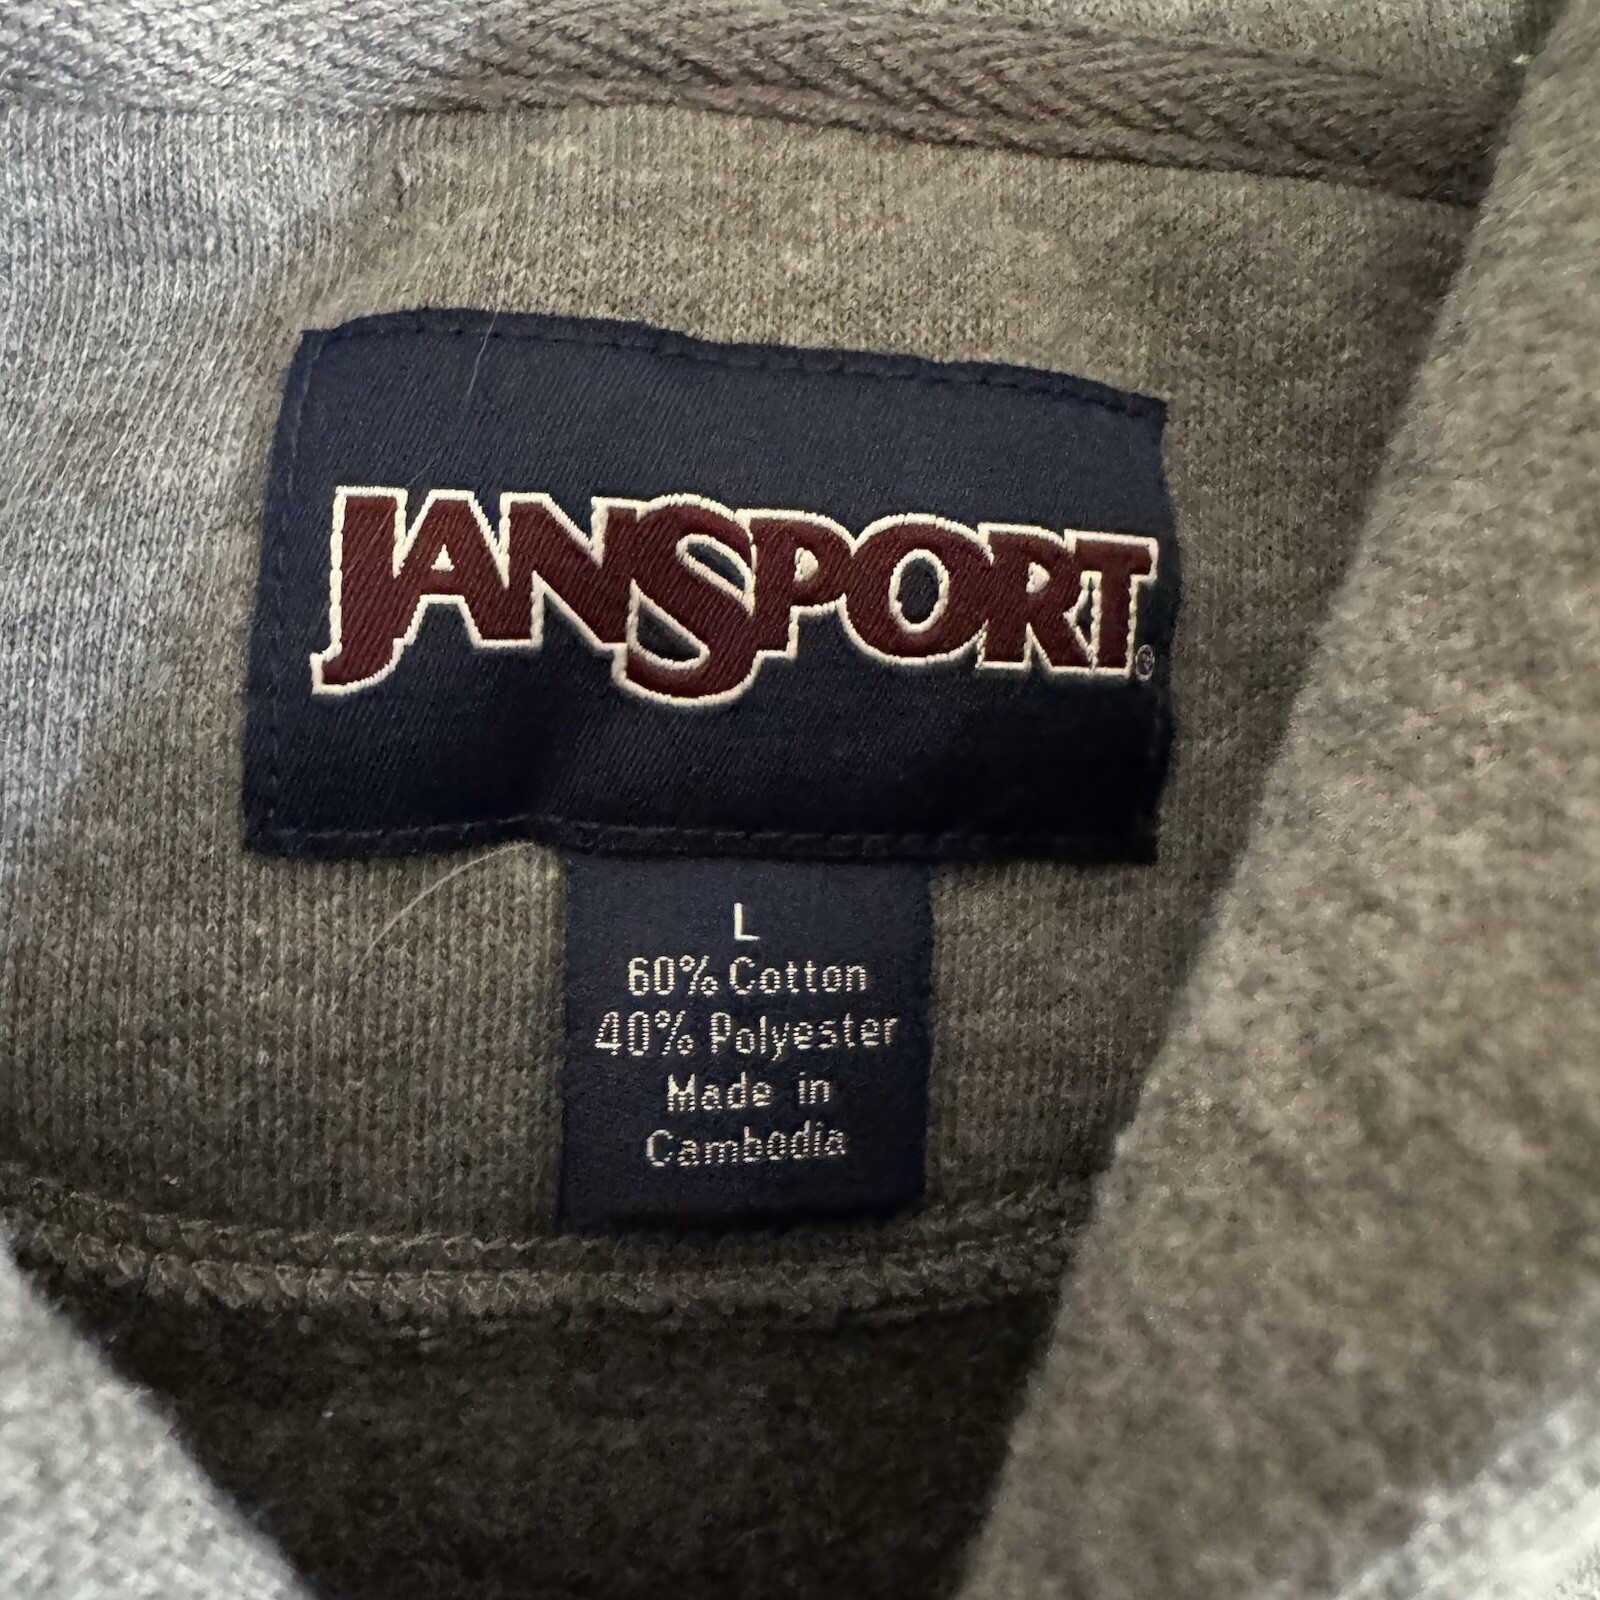 JANSPORT®
L
60% Cotton
40% Polyester
Made in
Cambodia